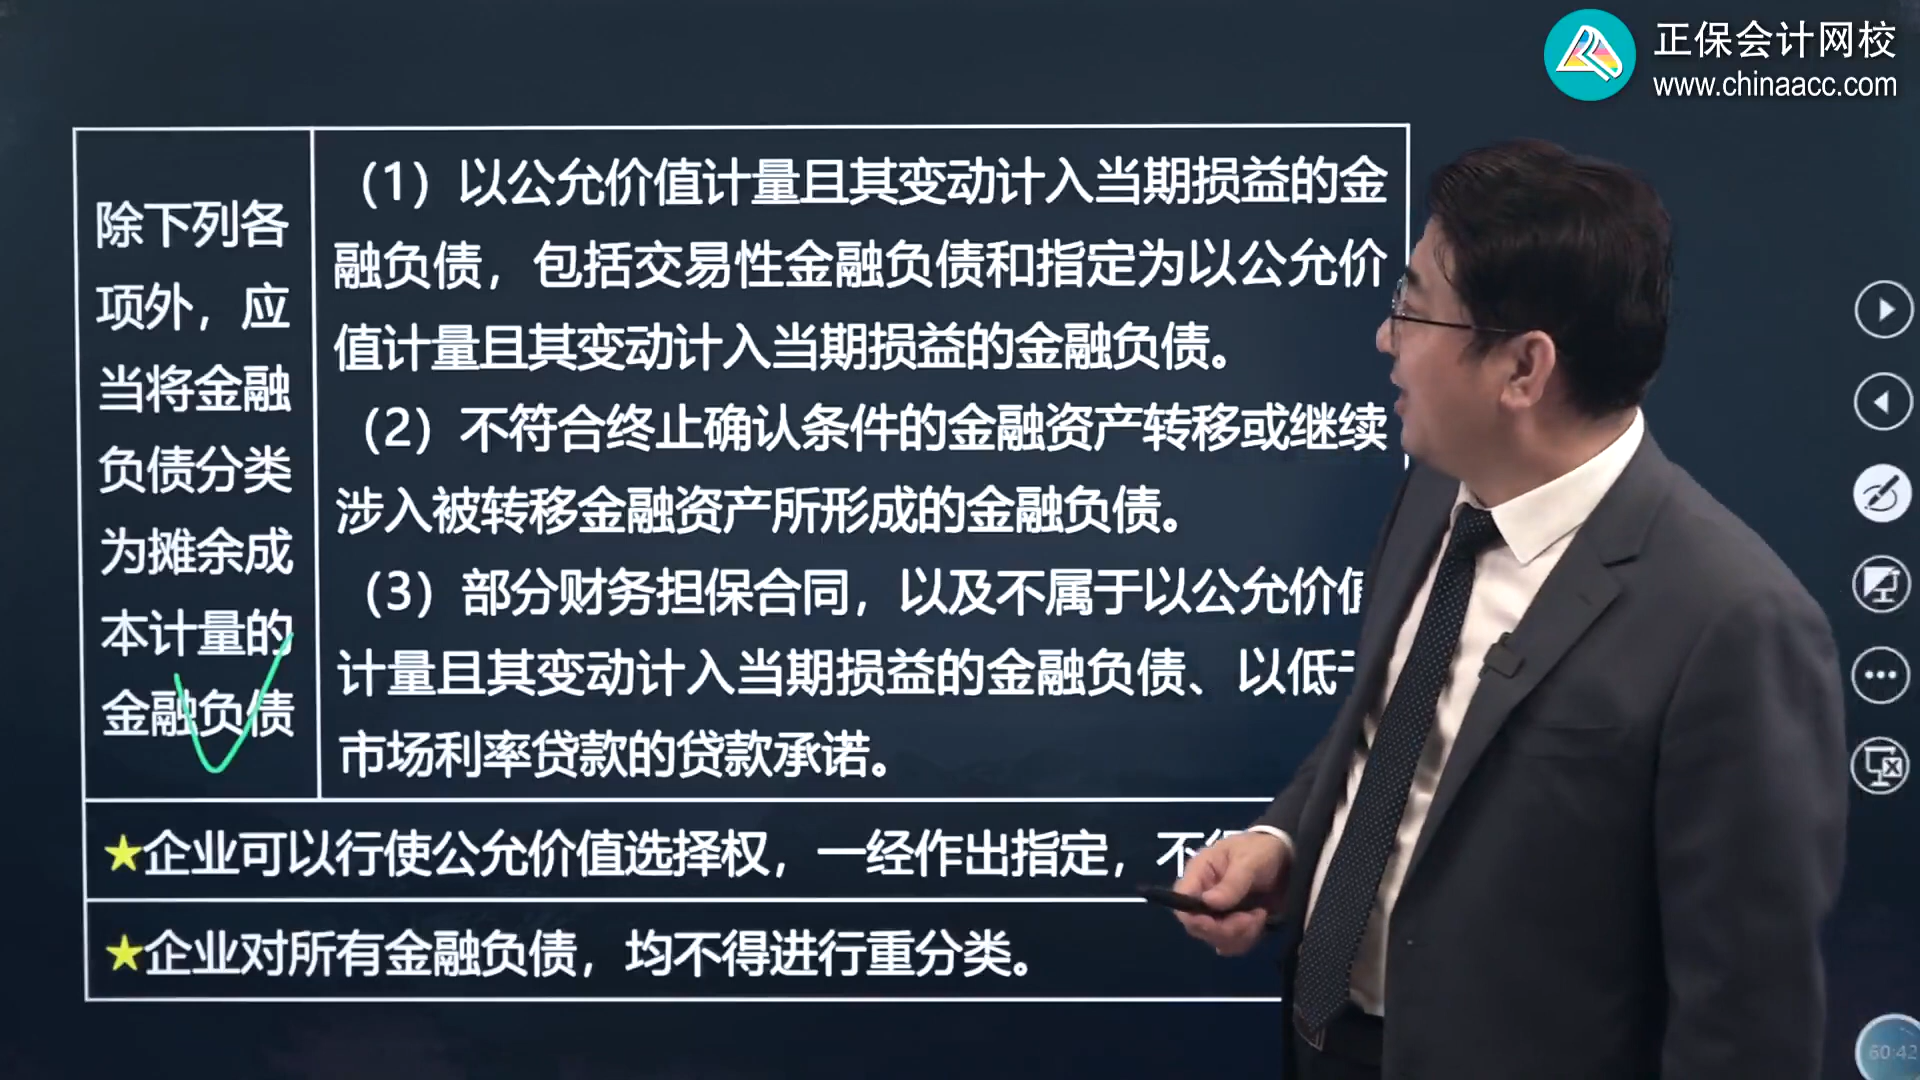 正保会计网校
www.chinaacc.com
除下列各
项外，应
当将金融
负债分类
为摊余成
本计量的
金融负债
（1）以公允价值计量且其变动计入当期损益的金
融负债，包括交易性金融负债和指定为以公允价
值计量且其变动计入当期损益的金融负债。
（2）不符合终止确认条件的金融资产转移或继续
涉入被转移金融资产所形成的金融负债。
（3）部分财务担保合同，以及不属于以公允价值
计量且其变动计入当期损益的金融负债、以低于
市场利率贷款的贷款承诺。
★企业可以行使公允价值选择权，一经作出指定，不得
★企业对所有金融负债，均不得进行重分类。
60:42